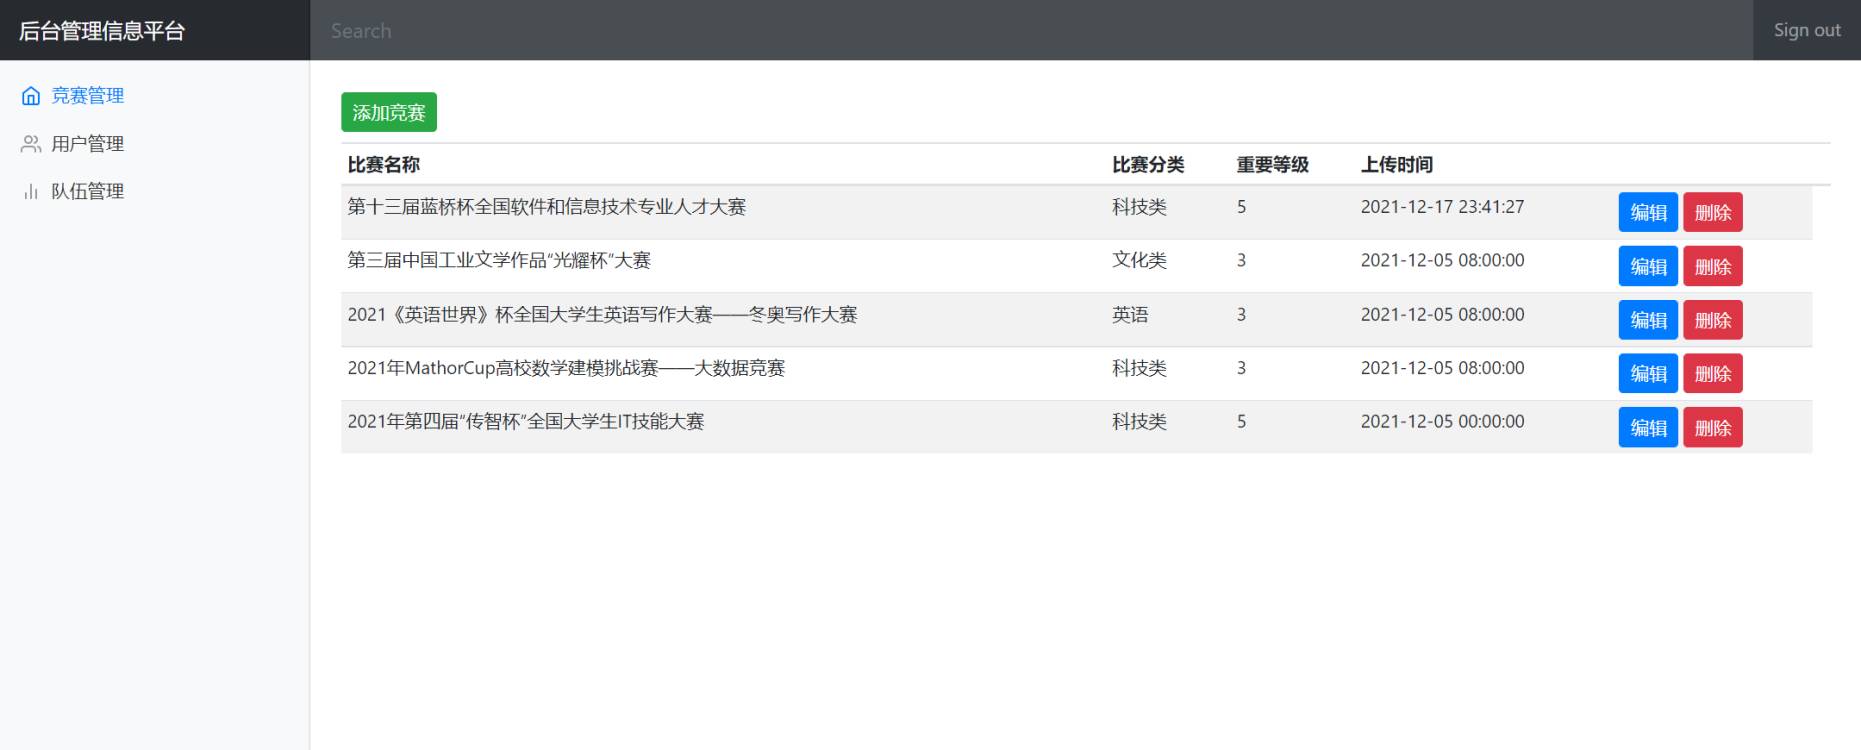 后台管理信息平台
Search
Sign out
竞赛管理
用户管理
队伍管理
添加竞赛
比赛名称 比赛分类 重要等级 上传时间
第十三届蓝桥杯全国软件和信息技术专业人才大赛 科技类 5 2021-12-17 23:41:27 编辑 删除
第三届中国工业文学作品“光耀杯”大赛 文化类 3 2021-12-05 08:00:00 编辑 删除
2021《英语世界》杯全国大学生英语写作大赛——冬奥写作大赛 英语 3 2021-12-05 08:00:00 编辑 删除
2021年MathorCup高校数学建模挑战赛——大数据竞赛 科技类 3 2021-12-05 08:00:00 编辑 删除
2021年第四届“传智杯”全国大学生IT技能大赛 科技类 5 2021-12-05 00:00:00 编辑 删除